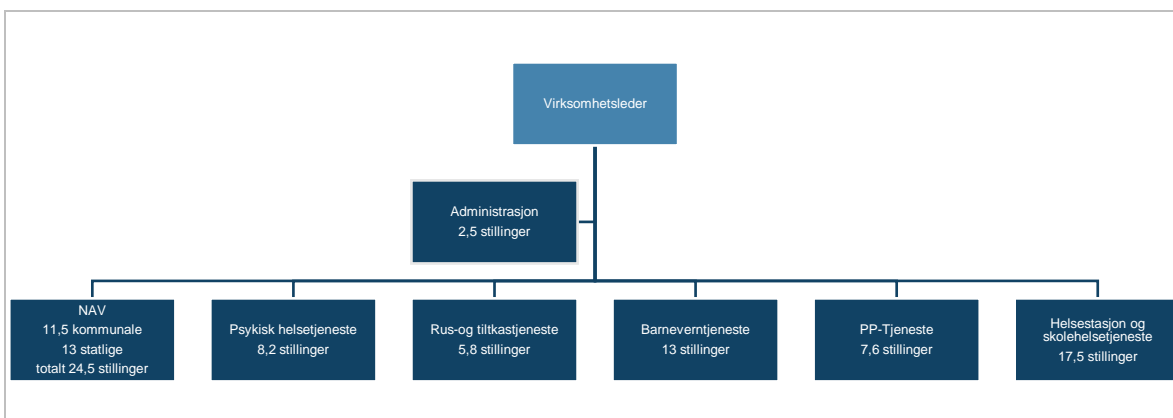 Virksomhetsleder
Administrasjon
2,5 stillinger
NAV
11,5 kommunale
13 statlige
totalt 24,5 stillinger
Psykisk helsetjeneste
8,2 stillinger
Rus-og tiltkastjeneste
5,8 stillinger
Barneverntjeneste
13 stillinger
PP-Tjeneste
7,6 stillinger
Helsestasjon og
skolehelsetjeneste
17,5 stillinger